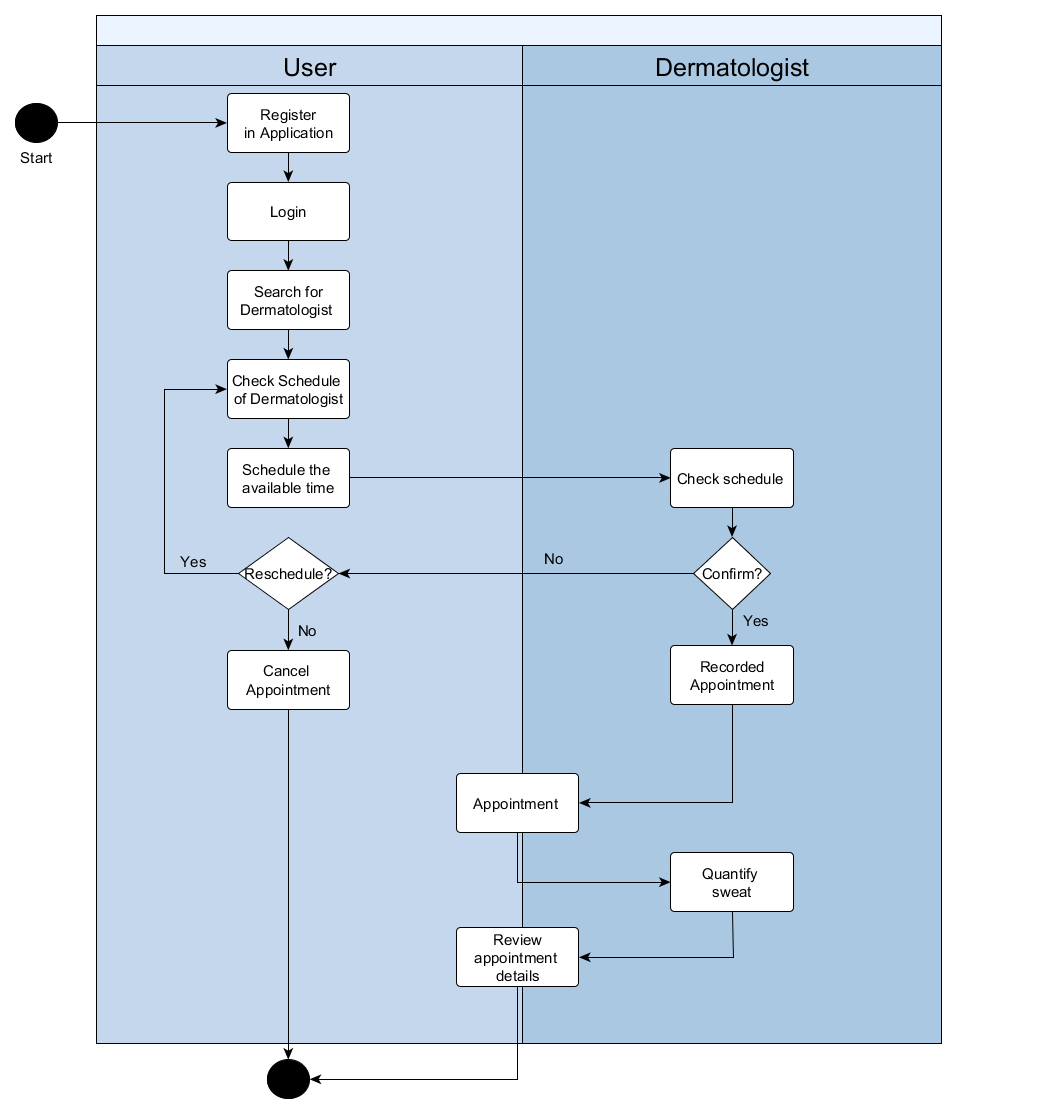 User
Dermatologist
Start
Register
in Application
Login
Search for
Dermatologist
Check Schedule
of Dermatologist
Schedule the
available time
Check schedule
Yes
Reschedule?
No
Confirm?
No
Yes
Cancel
Appointment
Recorded
Appointment
Appointment
Quantify
sweat
Review
appointment
details